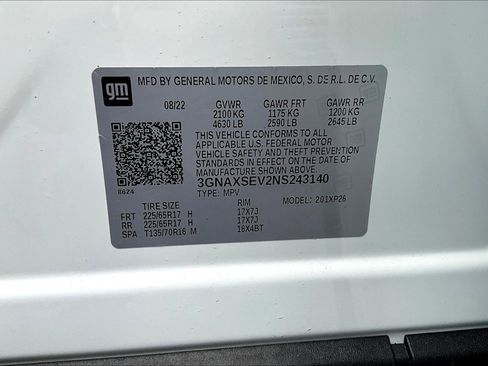 gm
MFD BY GENERAL MOTORS DE MEXICO, S. DE R.L. DE C.V.
08/22 GVWR GAWR FRT GAWR RR
2100 KG 1175 KG 1200 KG
4630 LB 2590 LB 2645 LB
THIS VEHICLE CONFORMS TO ALL
APPLICABLE U.S. FEDERAL MOTOR
VEHICLE SAFETY AND THEFT PREVENTION
STANDARDS IN EFFECT ON THE DATE OF
MANUFACTURE SHOWN ABOVE.
3GNAXSEV2NS243140
8624 TYPE: MPV MODEL: 201XP26
TIRE SIZE RIM
FRT 225/65R17 H 17X7J
RR 225/65R17 H 17X7J
SPA T135/70R16 M 16X4BT